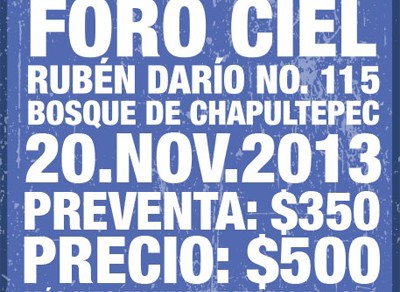 FORO CIEL
RUBÉN DARÍO NO. 115
BOSQUE DE CHAPULTEPEC
20.NOV.2013
PREVENTA: $350
PRECIO: $500